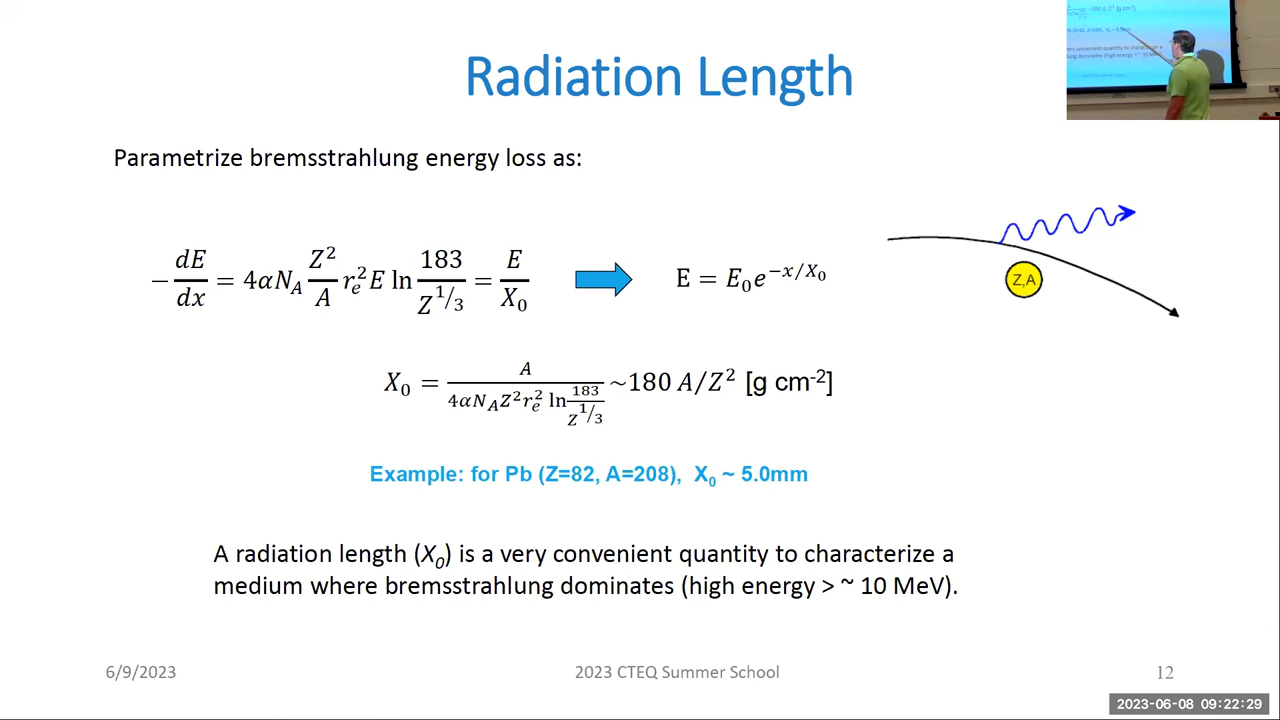 Radiation Length
Parametrize bremsstrahlung energy loss as:
− dE/dx = 4αN_A Z²/A r_e² E ln 183/Z^1/3 = E/X₀
E = E₀e^−x/X₀
Z,A
X₀ = A/(4αN_A Z² r_e² ln 183/Z^1/3) ~180 A/Z² [g cm⁻²]
Example: for Pb (Z=82, A=208), X₀ ~ 5.0mm
A radiation length (X₀) is a very convenient quantity to characterize a
medium where bremsstrahlung dominates (high energy > ~ 10 MeV).
6/9/2023
2023 CTEQ Summer School
12
2023-06-08 09:22:29